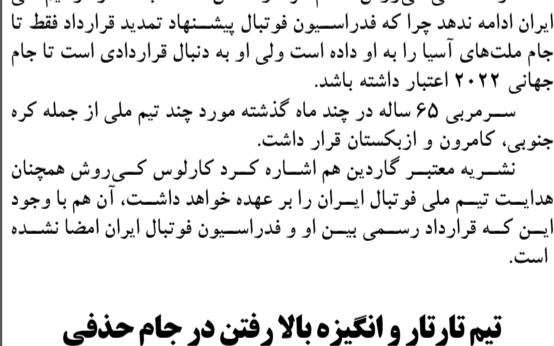 ایران ادامه ندهد چرا که فدراسیون فوتبال پیشنهاد تمدید قرارداد فقط تا
جام ملت‌های آسیا را به او داده است ولی او به دنبال قراردادی است تا جام
جهانی ۲۰۲۲ اعتبار داشته باشد.
سرمربی ۶۵ ساله در چند ماه گذشته مورد چند تیم ملی از جمله کره
جنوبی، کامرون و ازبکستان قرار داشت.
نشریه معتبر گاردین هم اشاره کرد کارلوس کی‌روش همچنان
هدایت تیم ملی فوتبال ایران را بر عهده خواهد داشت، آن هم با وجود
این که قرارداد رسمی بین او و فدراسیون فوتبال ایران امضا نشده
است.
تیم تارتار و انگیزه بالا رفتن در جام حذفی